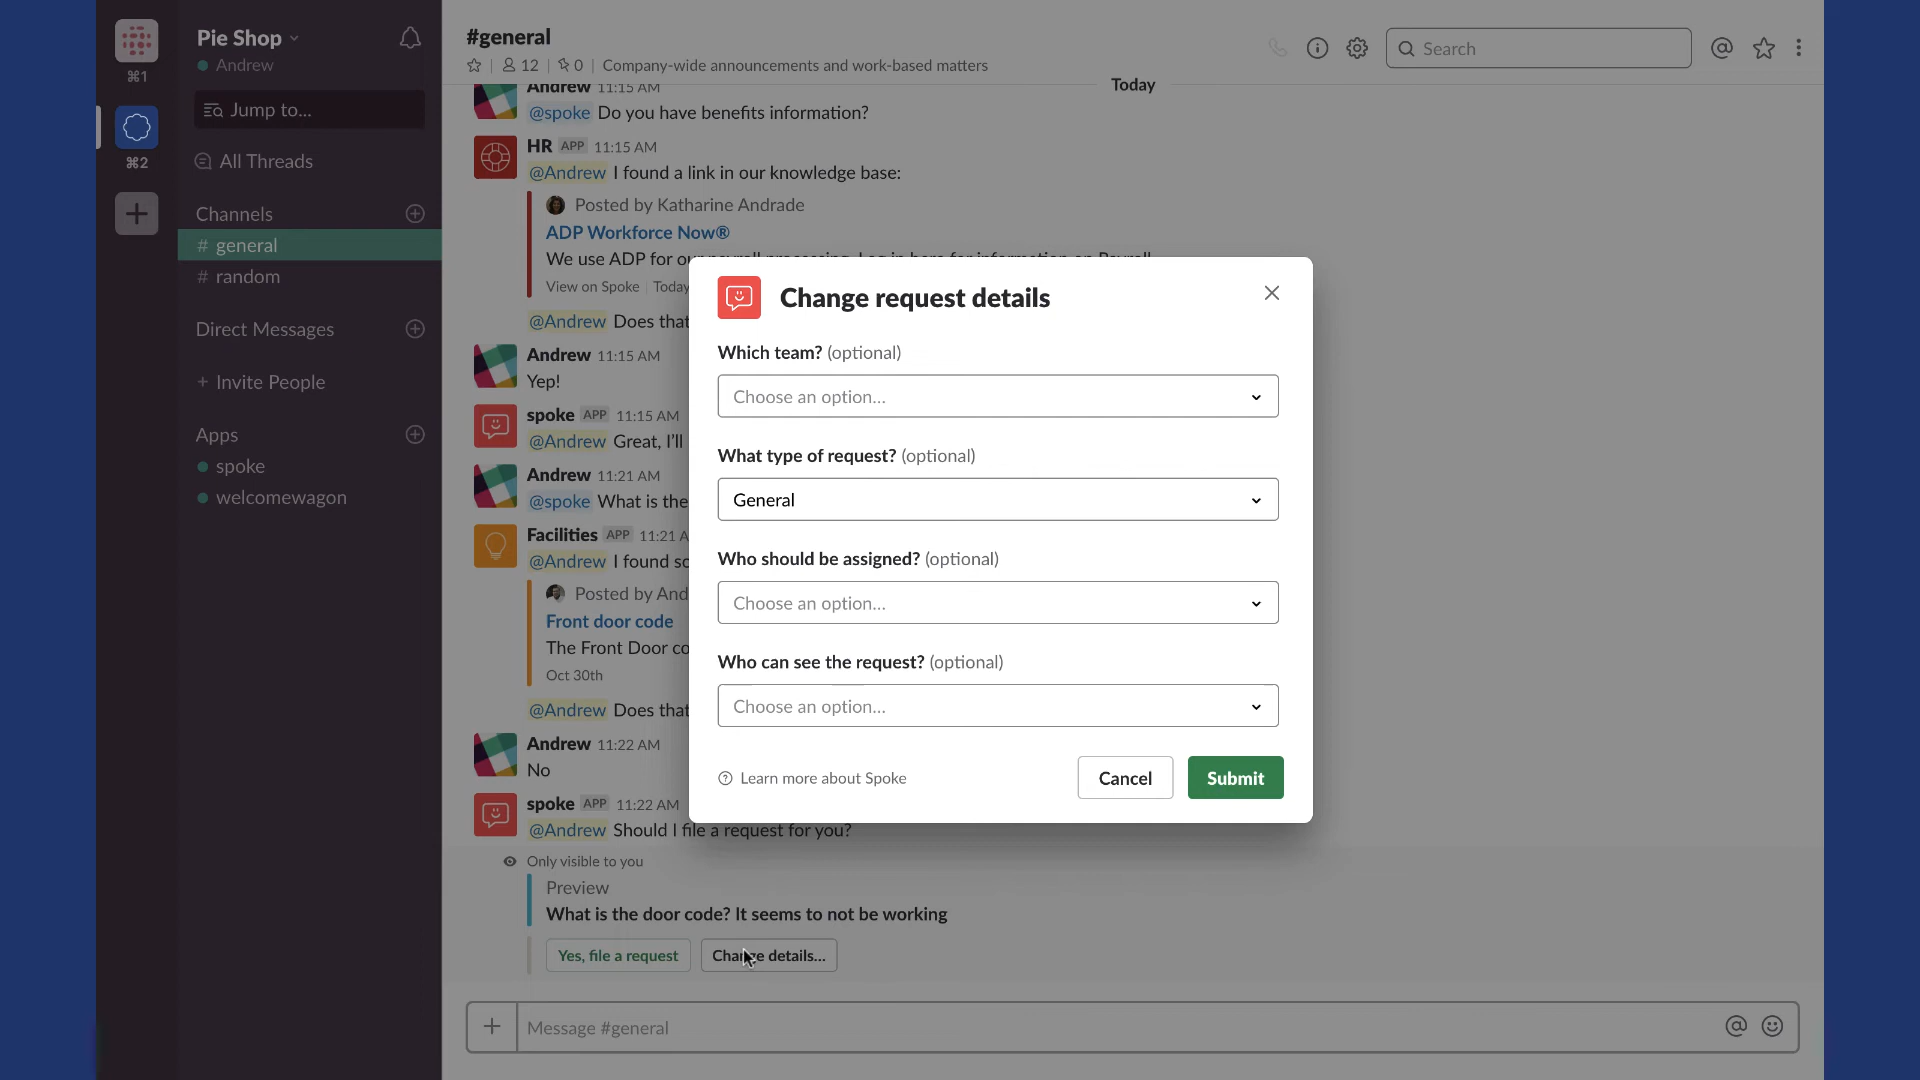 ⌘1
⌘2
Pie Shop
Andrew
Jump to...
All Threads
Channels
# general
# random
Direct Messages
+ Invite People
Apps
spoke
welcomewagon
#general
12 | 0 | Company-wide announcements and work-based matters
Search
Today
Andrew 11:15 AM
@spoke Do you have benefits information?
HR APP 11:15 AM
@Andrew I found a link in our knowledge base:
Posted by Katharine Andrade
ADP Workforce Now®
We use ADP for our payroll processing. Log in here for information on Payroll
View on Spoke | Today
@Andrew Does that
Andrew 11:15 AM
Yep!
spoke APP 11:15 AM
@Andrew Great, I'll
Andrew 11:21 AM
@spoke What is the
Facilities APP 11:21 A
@Andrew I found so
Posted by And
Front door code
The Front Door co
Oct 30th
@Andrew Does that
Andrew 11:22 AM
No
spoke APP 11:22 AM
@Andrew Should I file a request for you?
Only visible to you
Preview
What is the door code? It seems to not be working
Yes, file a request
Change details...
Message #general
Change request details
Which team? (optional)
Choose an option...
What type of request? (optional)
General
Who should be assigned? (optional)
Choose an option...
Who can see the request? (optional)
Choose an option...
Learn more about Spoke
Cancel
Submit